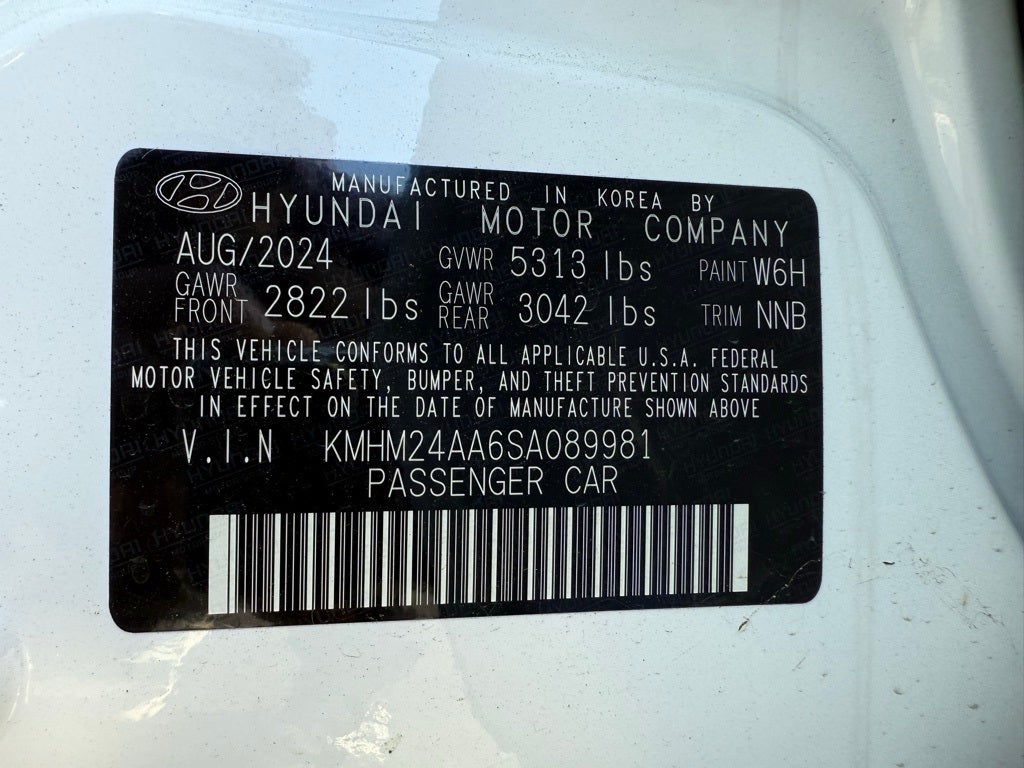 MANUFACTURED IN KOREA BY
HYUNDAI MOTOR COMPANY
AUG/2024 GVWR 5313 lbs PAINT W6H
GAWR FRONT 2822 lbs GAWR REAR 3042 lbs TRIM NNB
THIS VEHICLE CONFORMS TO ALL APPLICABLE U.S.A. FEDERAL
MOTOR VEHICLE SAFETY, BUMPER, AND THEFT PREVENTION STANDARDS
IN EFFECT ON THE DATE OF MANUFACTURE SHOWN ABOVE
V.I.N KMHM24AA6SA089981
PASSENGER CAR